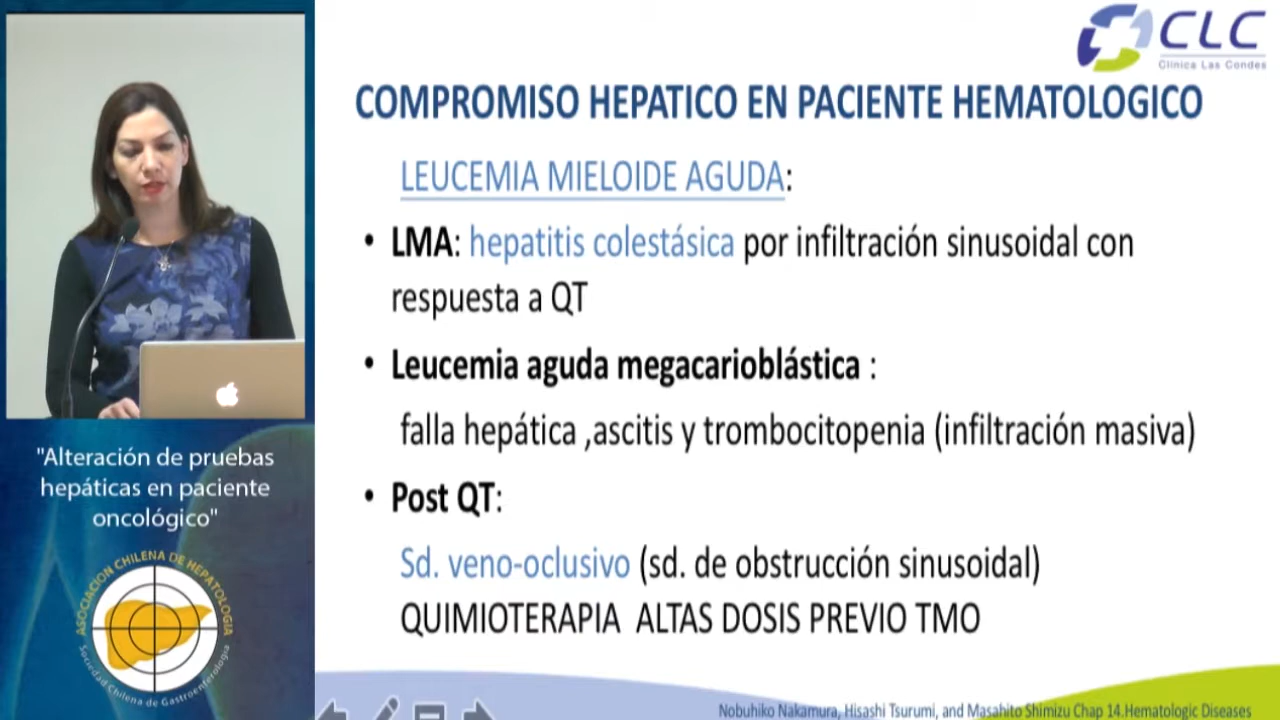 CLC
Clínica Las Condes
COMPROMISO HEPATICO EN PACIENTE HEMATOLOGICO
LEUCEMIA MIELOIDE AGUDA:
• LMA: hepatitis colestásica por infiltración sinusoidal con
respuesta a QT
• Leucemia aguda megacarioblástica :
falla hepática ,ascitis y trombocitopenia (infiltración masiva)
• Post QT:
Sd. veno-oclusivo (sd. de obstrucción sinusoidal)
QUIMIOTERAPIA ALTAS DOSIS PREVIO TMO
Nobuhiko Nakamura, Hisashi Tsurumi, and Masahito Shimizu Chap 14.Hematologic Diseases
"Alteración de pruebas
hepáticas en paciente
oncológico"
ASOCIACION CHILENA DE HEPATOLOGIA
Sociedad Chilena de Gastroenterología